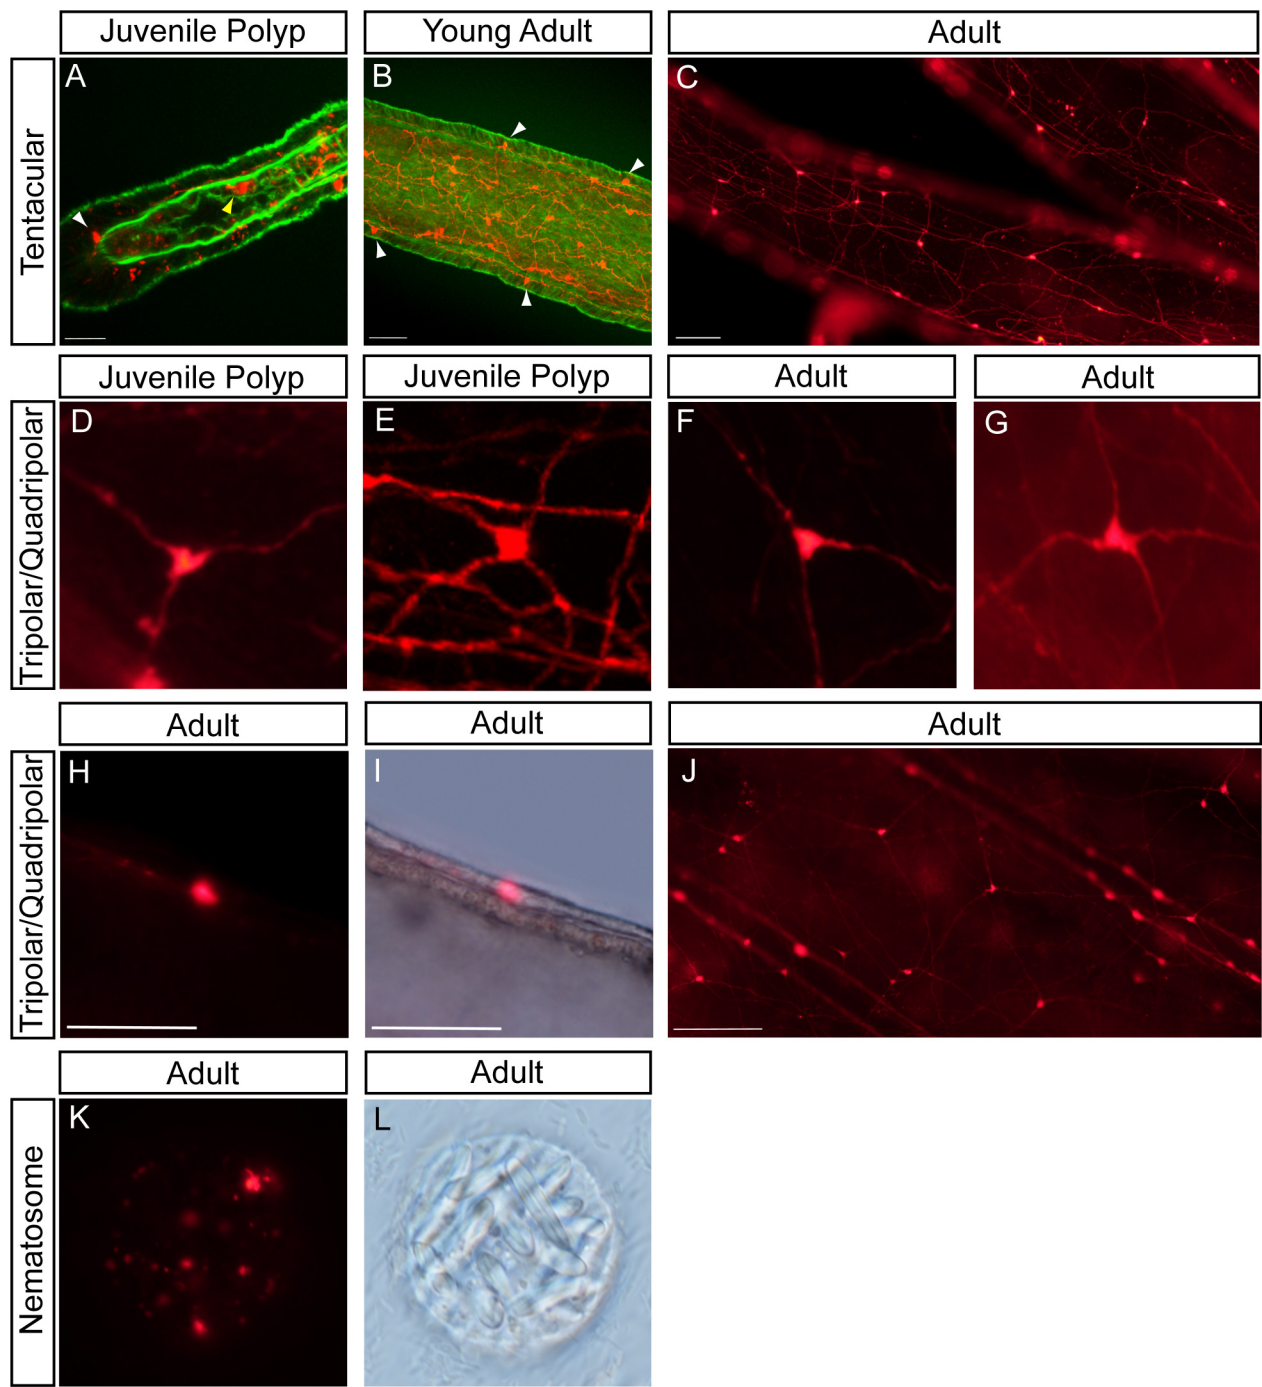 Juvenile Polyp
Young Adult
Adult
Tentacular
A
B
C
Juvenile Polyp
Juvenile Polyp
Adult
Adult
Tripolar/Quadripolar
D
E
F
G
Adult
Adult
Adult
Tripolar/Quadripolar
H
I
J
Adult
Adult
Nematosome
K
L